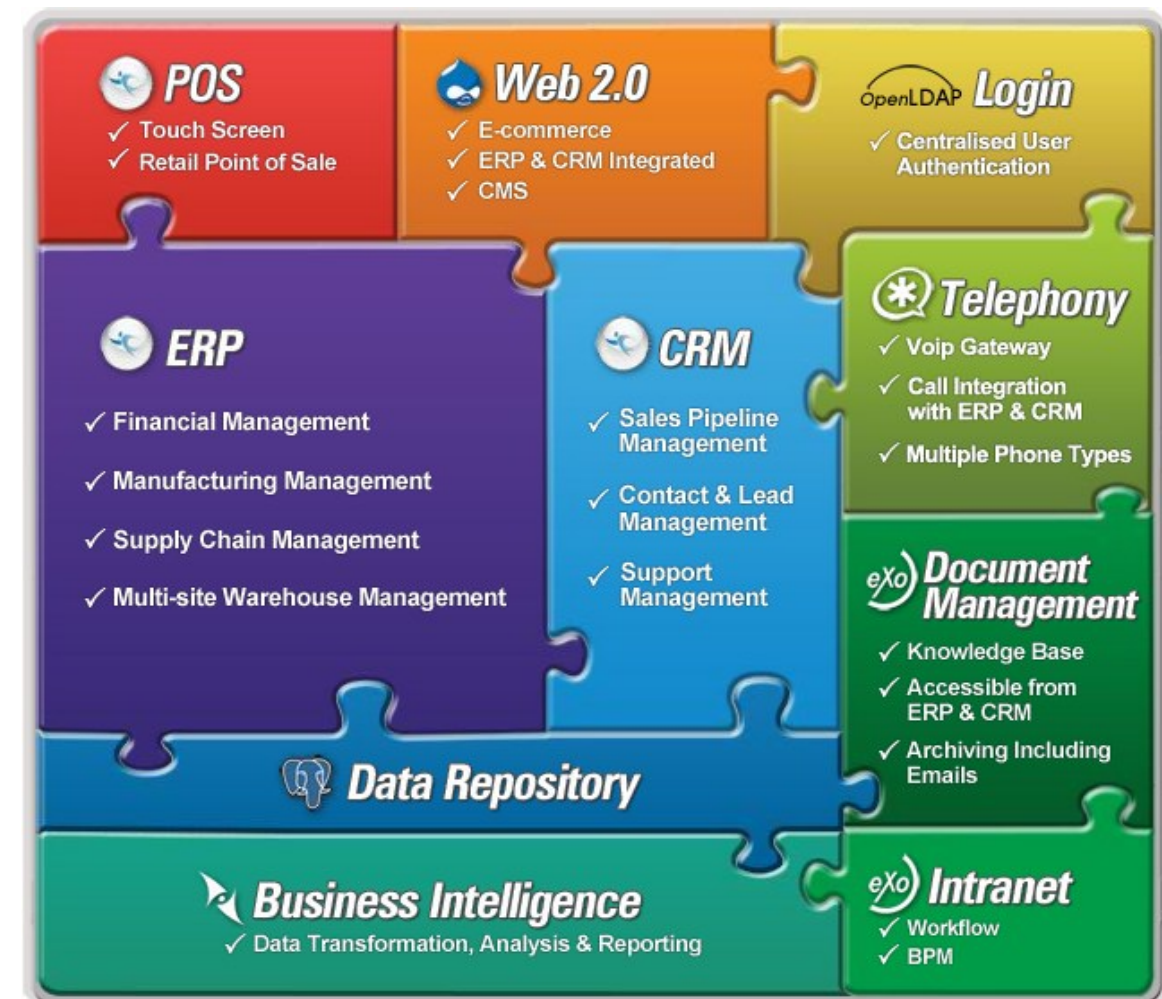 POS
✓ Touch Screen
✓ Retail Point of Sale
Web 2.0
✓ E-commerce
✓ ERP & CRM Integrated
✓ CMS
OpenLDAP Login
✓ Centralised User
Authentication
ERP
✓ Financial Management
✓ Manufacturing Management
✓ Supply Chain Management
✓ Multi-site Warehouse Management
CRM
✓ Sales Pipeline
Management
✓ Contact & Lead
Management
✓ Support
Management
Telephony
✓ Voip Gateway
✓ Call Integration
with ERP & CRM
✓ Multiple Phone Types
eXo Document
Management
✓ Knowledge Base
✓ Accessible from
ERP & CRM
✓ Archiving Including
Emails
Data Repository
Business Intelligence
✓ Data Transformation, Analysis & Reporting
eXo Intranet
✓ Workflow
✓ BPM